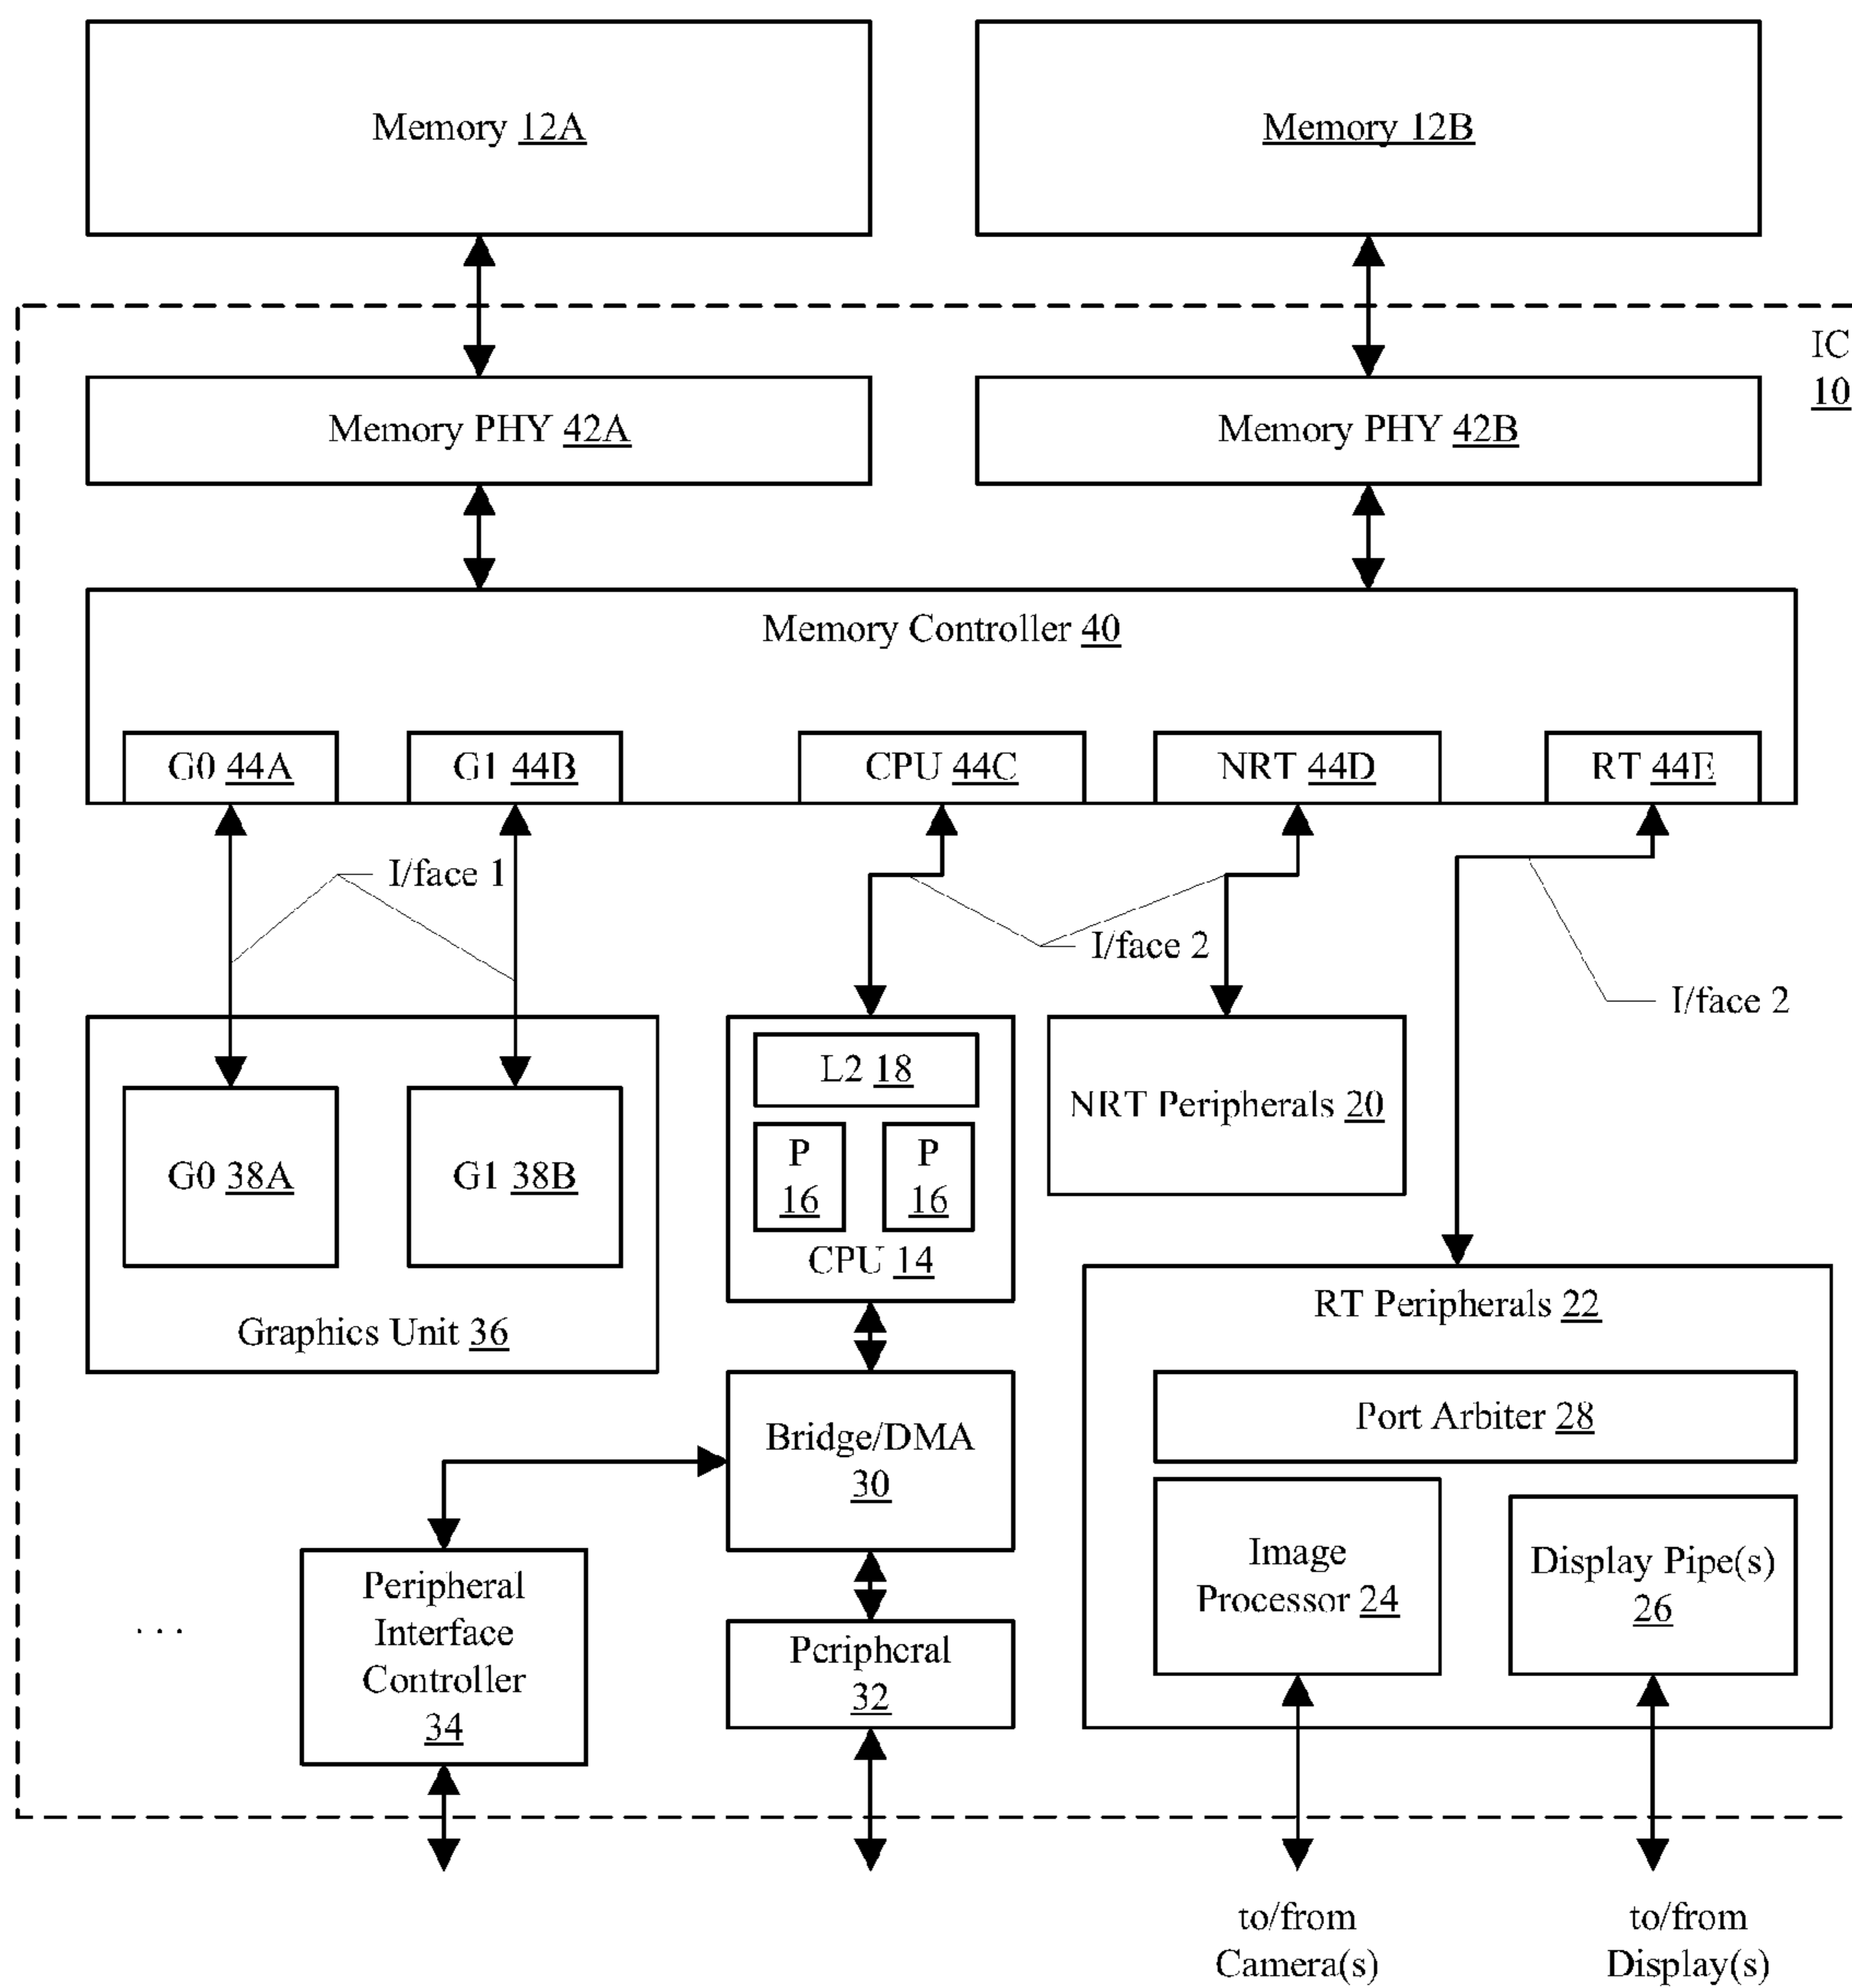 Memory 12A
Memory 12B
IC
10
Memory PHY 42A
Memory PHY 42B
Memory Controller 40
G0 44A
G1 44B
CPU 44C
NRT 44D
RT 44E
I/face 1
I/face 2
I/face 2
L2 18
P
16
P
16
CPU 14
NRT Peripherals 20
G0 38A
G1 38B
Graphics Unit 36
RT Peripherals 22
Port Arbiter 28
Bridge/DMA
30
Image
Processor 24
Display Pipe(s)
26
Peripheral
Interface
Controller
34
. . .
Peripheral
32
to/from
Camera(s)
to/from
Display(s)